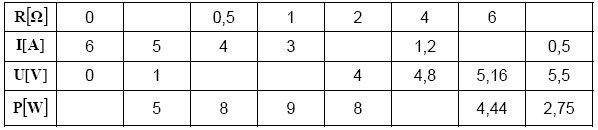 R[Ω] 0 0,5 1 2 4 6
I[A] 6 5 4 3 1,2 0,5
U[V] 0 1 4 4,8 5,16 5,5
P[W] 5 8 9 8 4,44 2,75